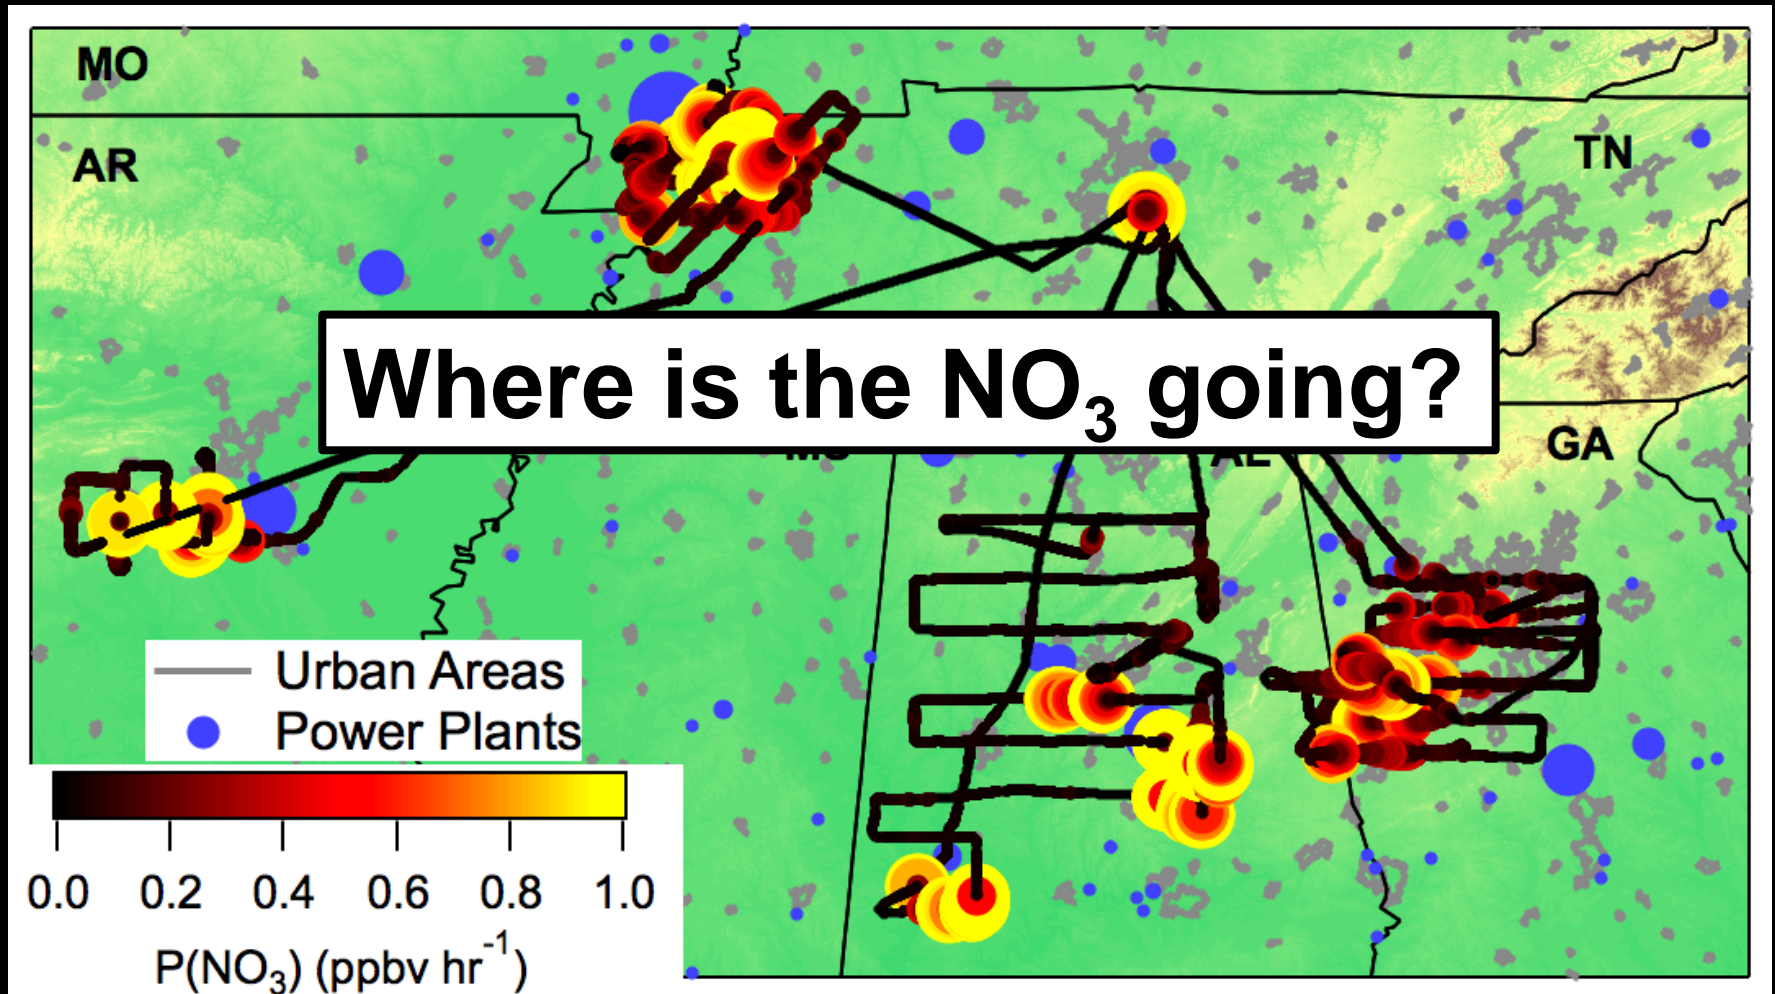 MO
AR
TN
Where is the NO₃ going?
MS
AL
GA
Urban Areas
Power Plants
0.0 0.2 0.4 0.6 0.8 1.0
P(NO₃) (ppbv hr⁻¹)